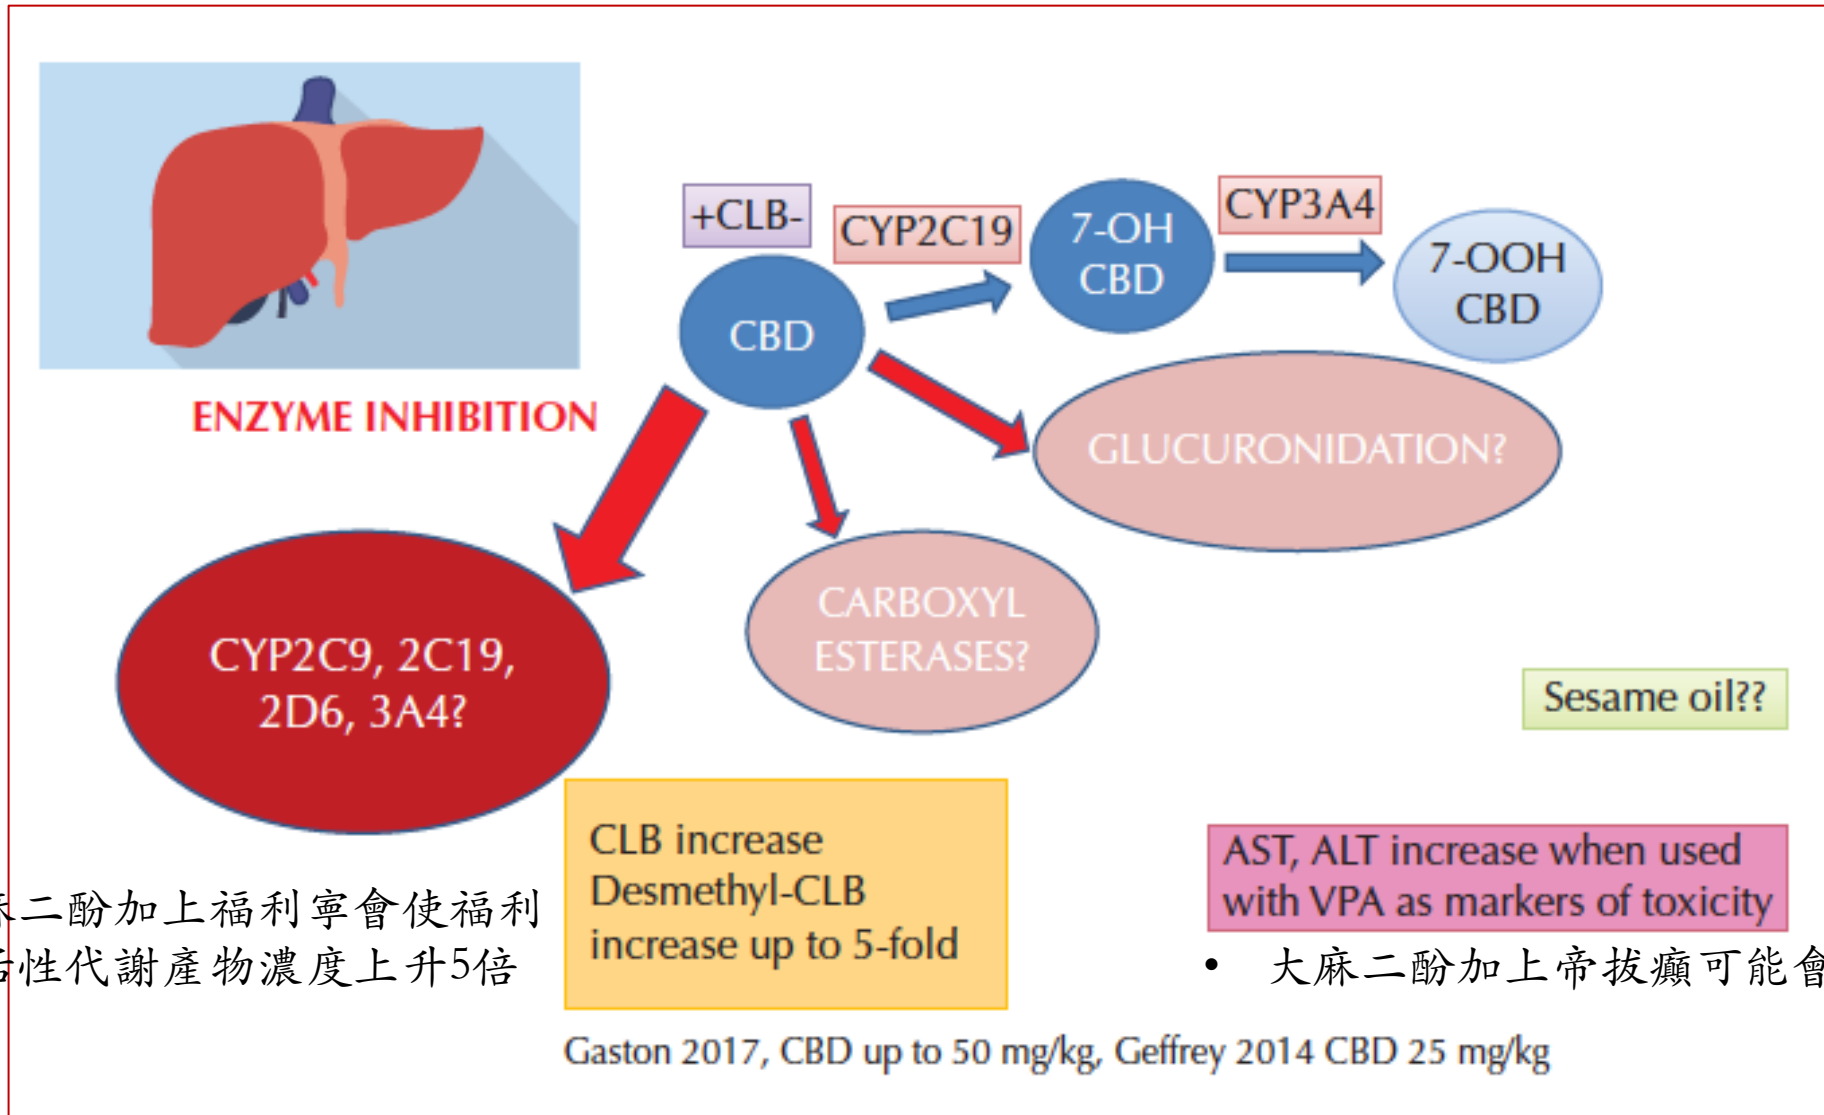 +CLB-
CYP2C19
7-OH
CBD
CYP3A4
7-OOH
CBD
CBD
ENZYME INHIBITION
GLUCURONIDATION?
CARBOXYL
ESTERASES?
CYP2C9, 2C19,
2D6, 3A4?
Sesame oil??
CLB increase
Desmethyl-CLB
increase up to 5-fold
AST, ALT increase when used
with VPA as markers of toxicity
麻二酚加上福利寧會使福利
活性代謝產物濃度上升5倍
• 大麻二酚加上帝拔癲可能會
Gaston 2017, CBD up to 50 mg/kg, Geffrey 2014 CBD 25 mg/kg